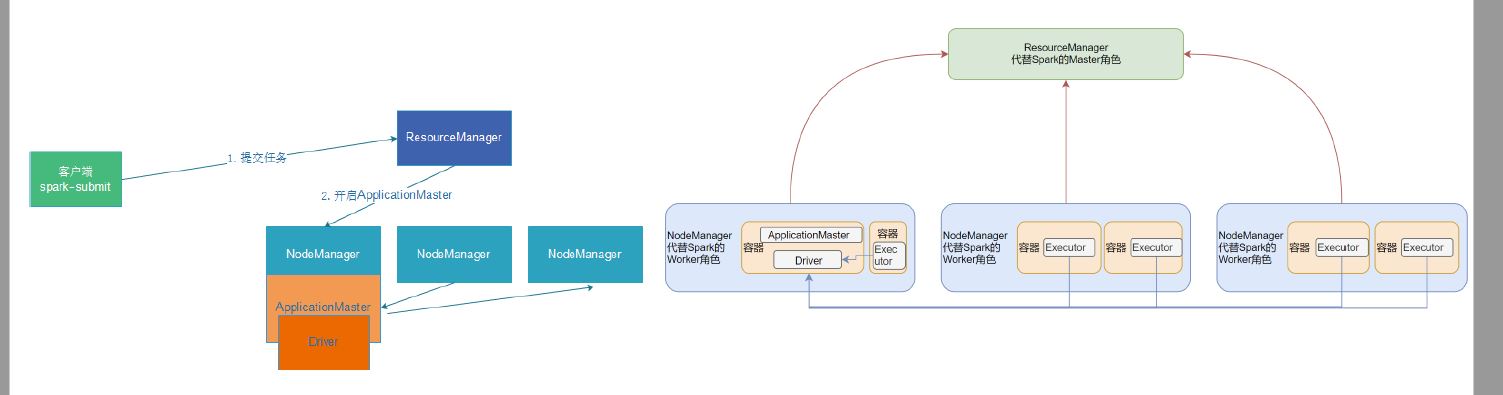 客户端
spark-submit
1. 提交任务
ResourceManager
2. 开启ApplicationMaster
NodeManager
NodeManager
NodeManager
ApplicationMaster
Driver
ResourceManager
代替Spark的Master角色
NodeManager
代替Spark的
Worker角色
容器
ApplicationMaster
Driver
容器
Exec
utor
NodeManager
代替Spark的
Worker角色
容器
Executor
容器
Executor
NodeManager
代替Spark的
Worker角色
容器
Executor
容器
Executor